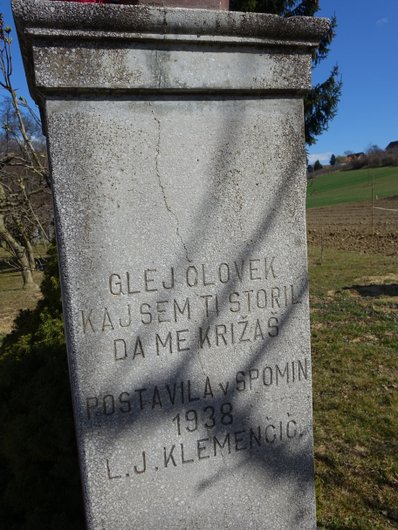 GLEJ ČLOVEK
KAJ SEM TI STORIL
DA ME KRIŽAŠ
POSTAVILA v SPOMIN
1938
L.J. KLEMENČIČ.